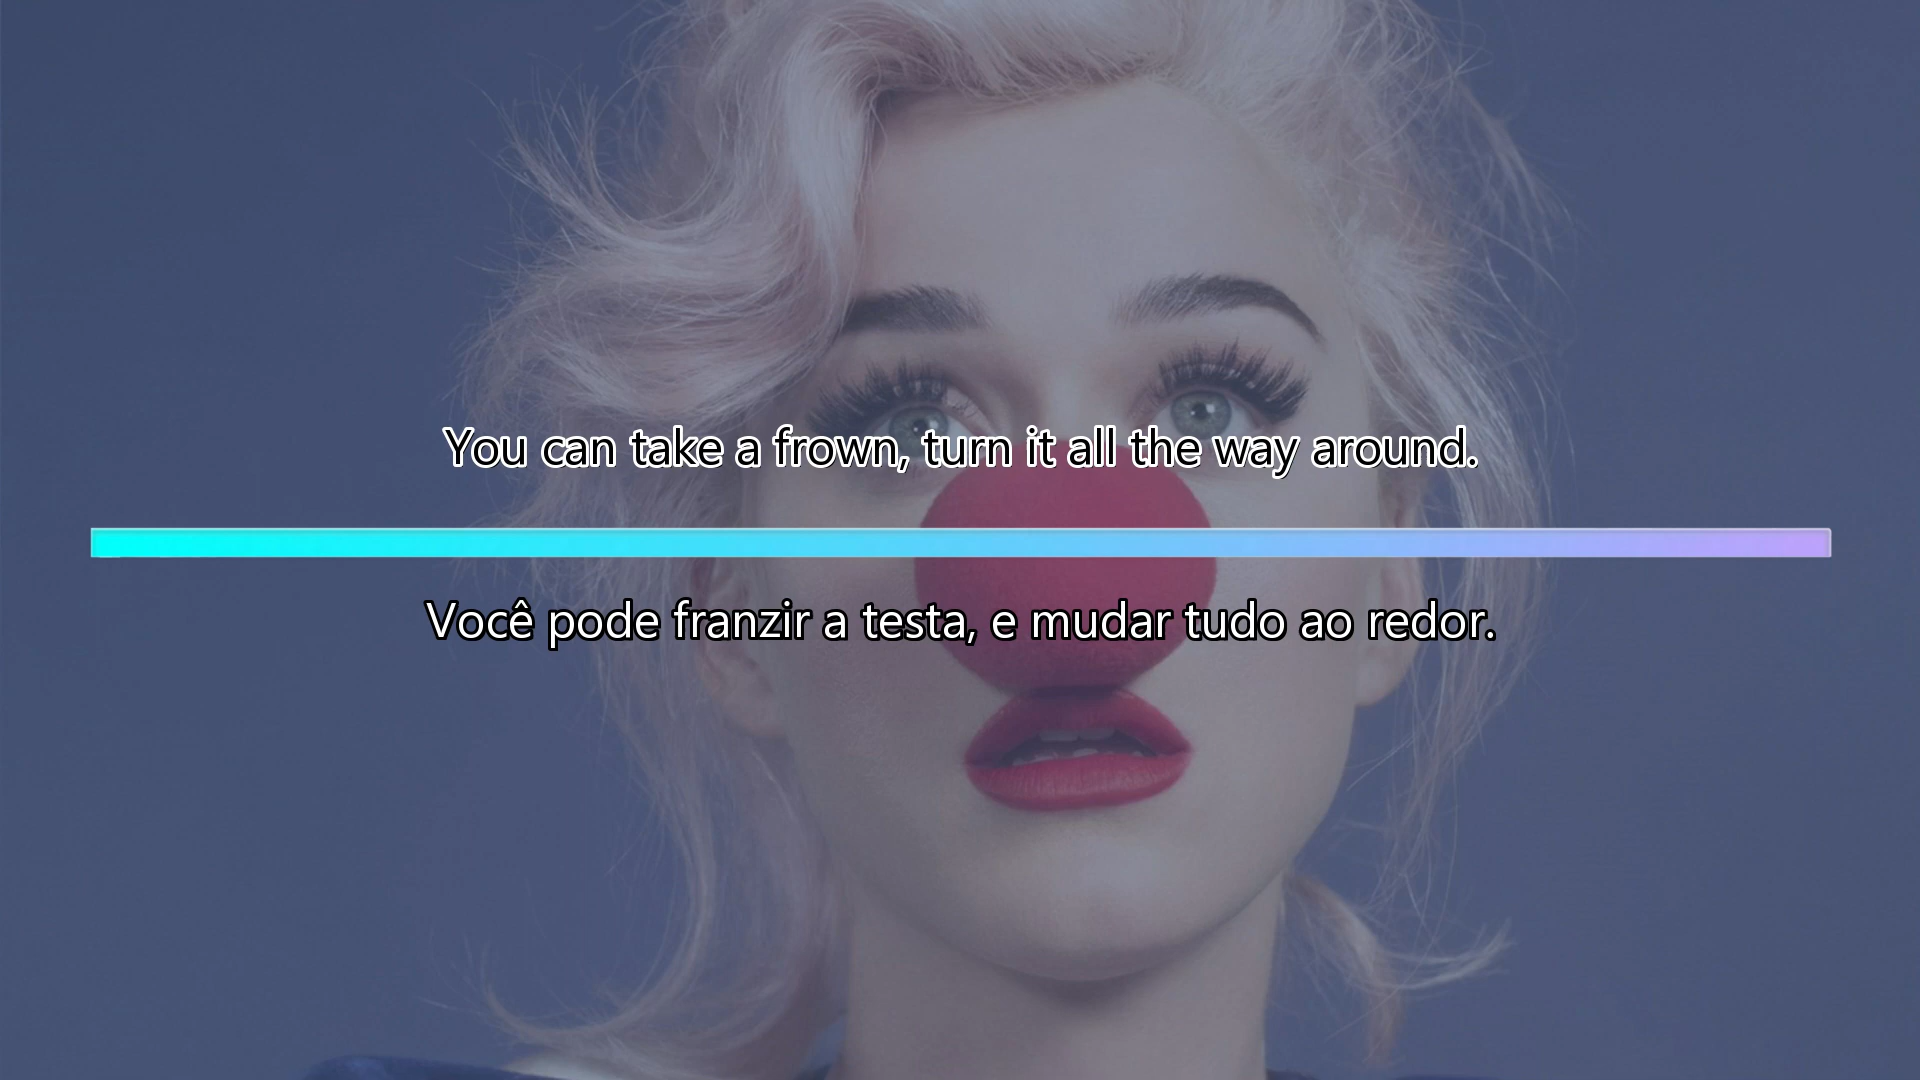 You can take a frown, turn it all the way around.
Você pode franzir a testa, e mudar tudo ao redor.